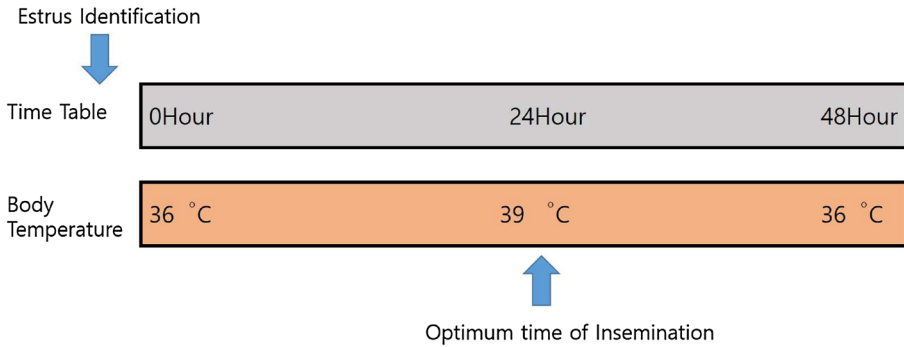 Estrus Identification
Time Table
0Hour 24Hour 48Hour
Body
Temperature
36 °C 39 °C 36 °C
Optimum time of Insemination